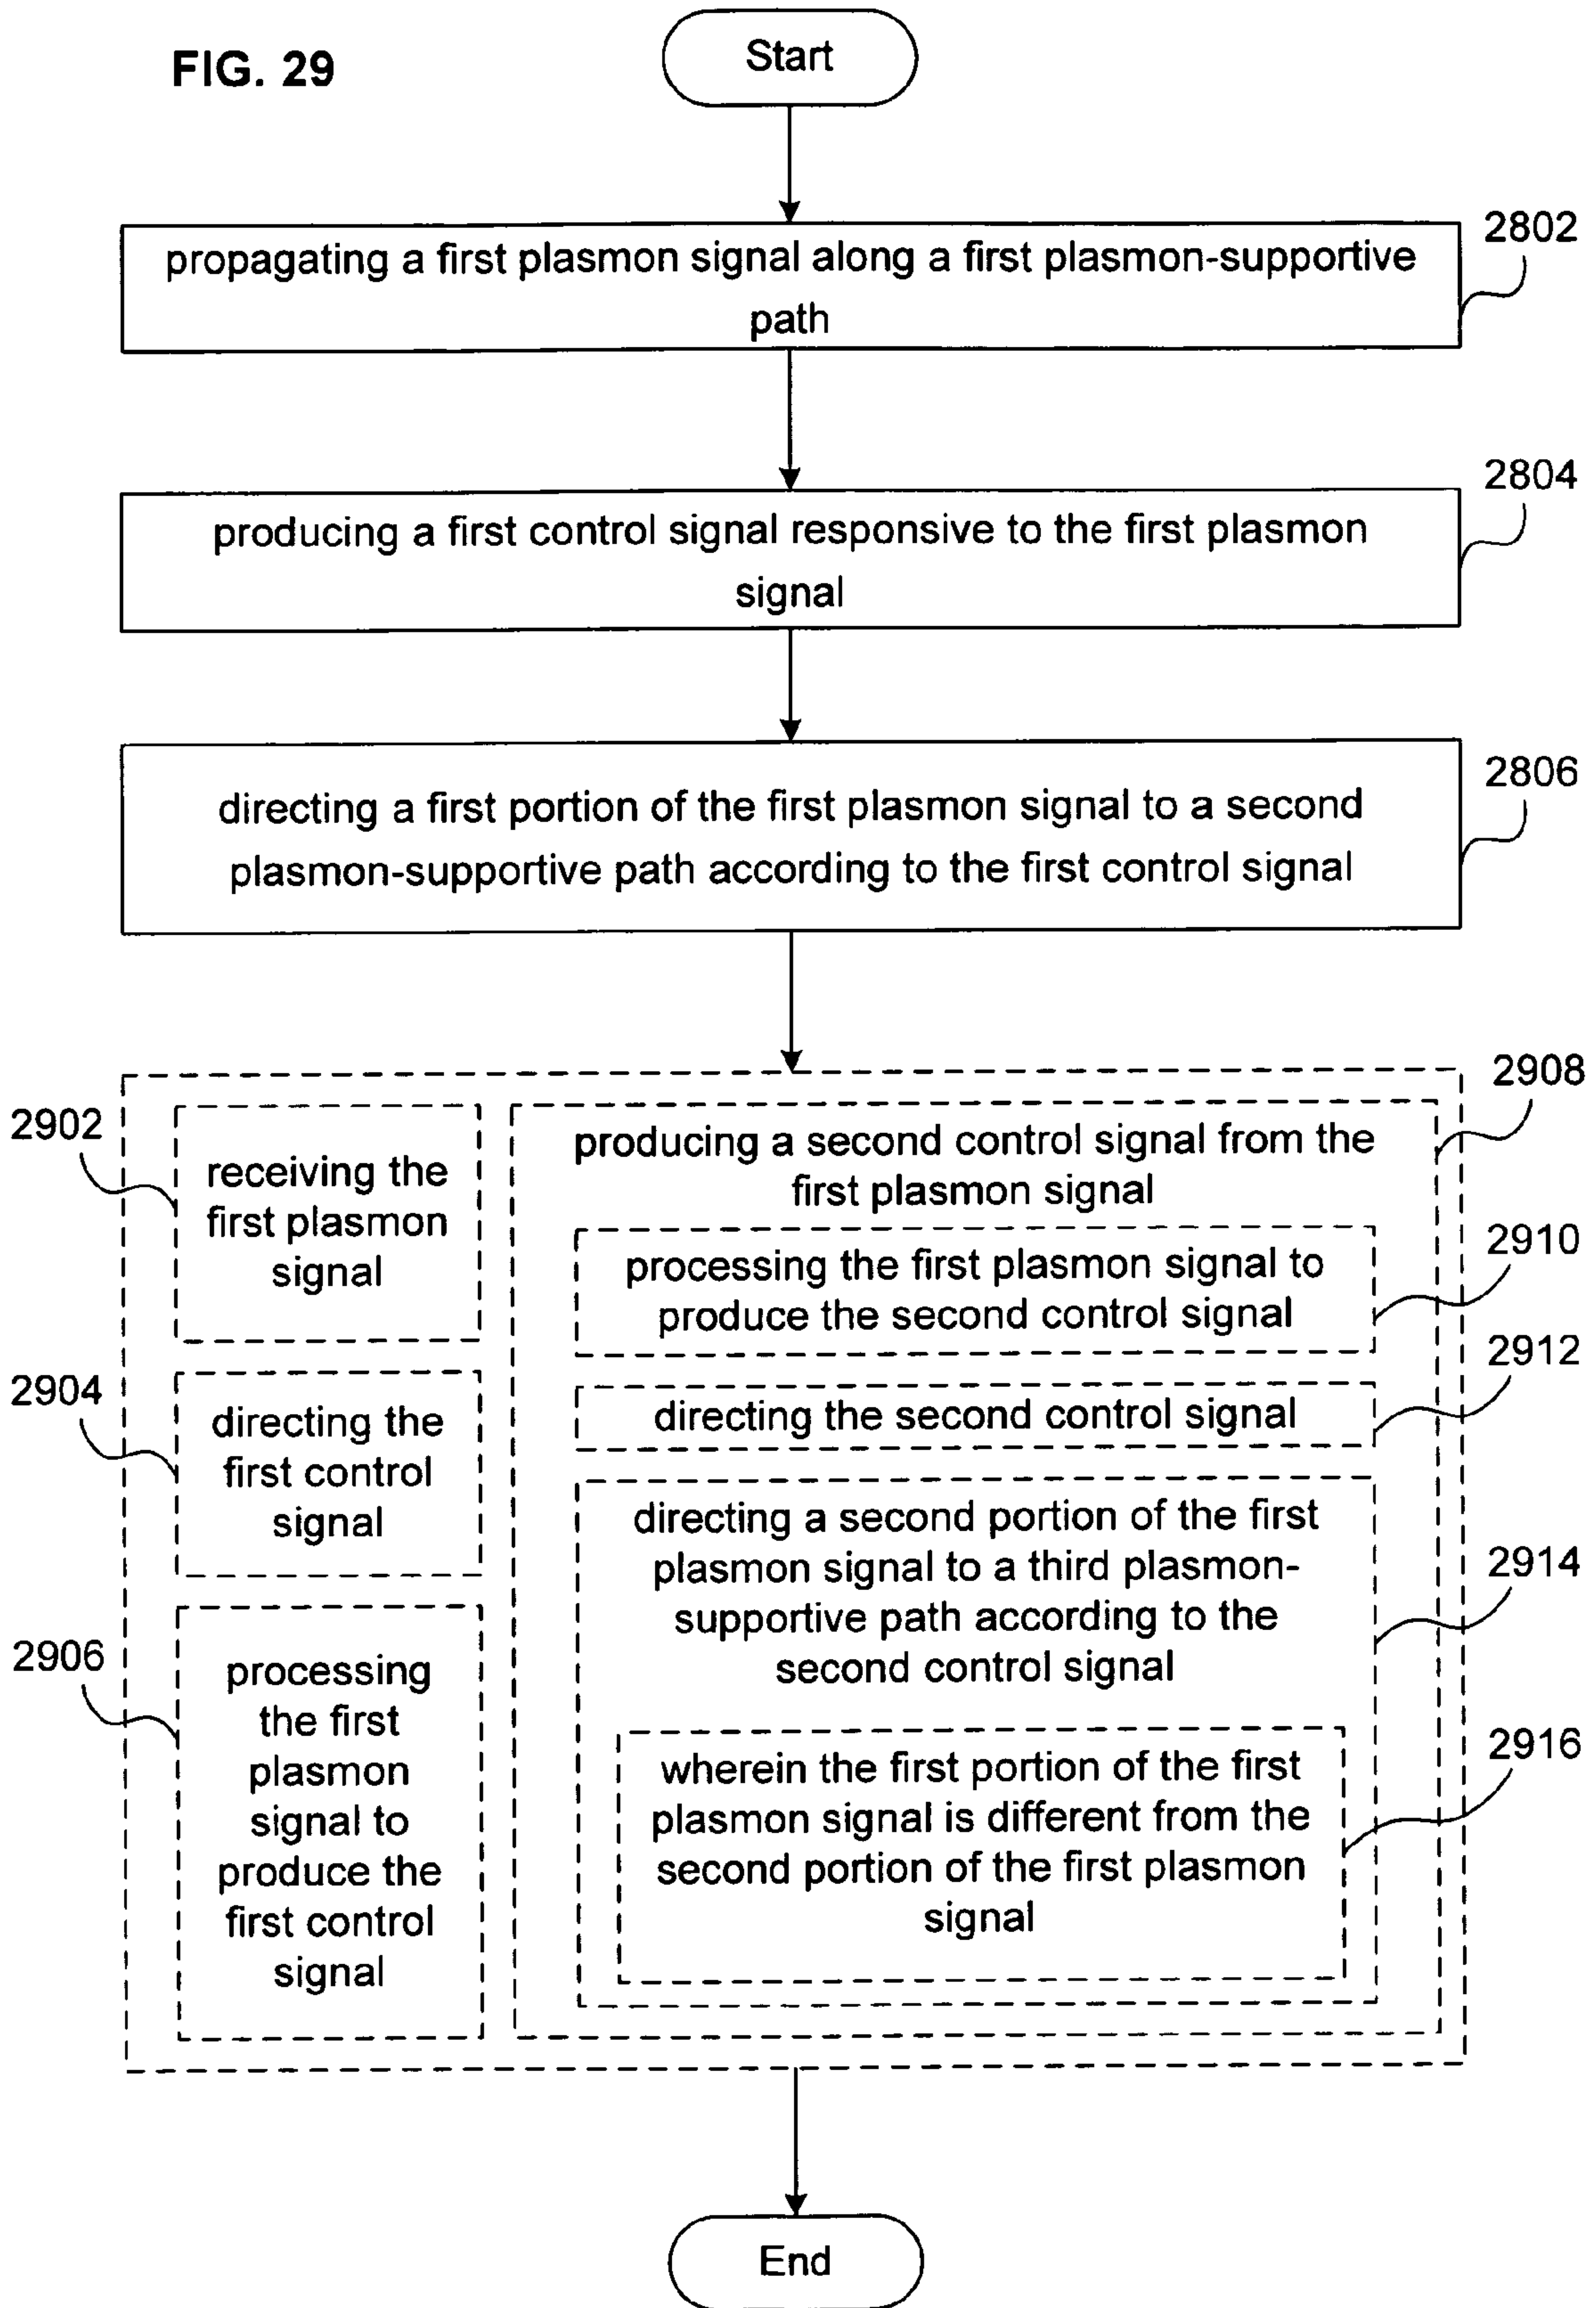 FIG. 29
Start
2802
propagating a first plasmon signal along a first plasmon-supportive
path
2804
producing a first control signal responsive to the first plasmon
signal
2806
directing a first portion of the first plasmon signal to a second
plasmon-supportive path according to the first control signal
2902
receiving the
first plasmon
signal
2904
directing the
first control
signal
2906
processing
the first
plasmon
signal to
produce the
first control
signal
2908
producing a second control signal from the
first plasmon signal
2910
processing the first plasmon signal to
produce the second control signal
2912
directing the second control signal
2914
directing a second portion of the first
plasmon signal to a third plasmon-
supportive path according to the
second control signal
2916
wherein the first portion of the first
plasmon signal is different from the
second portion of the first plasmon
signal
End